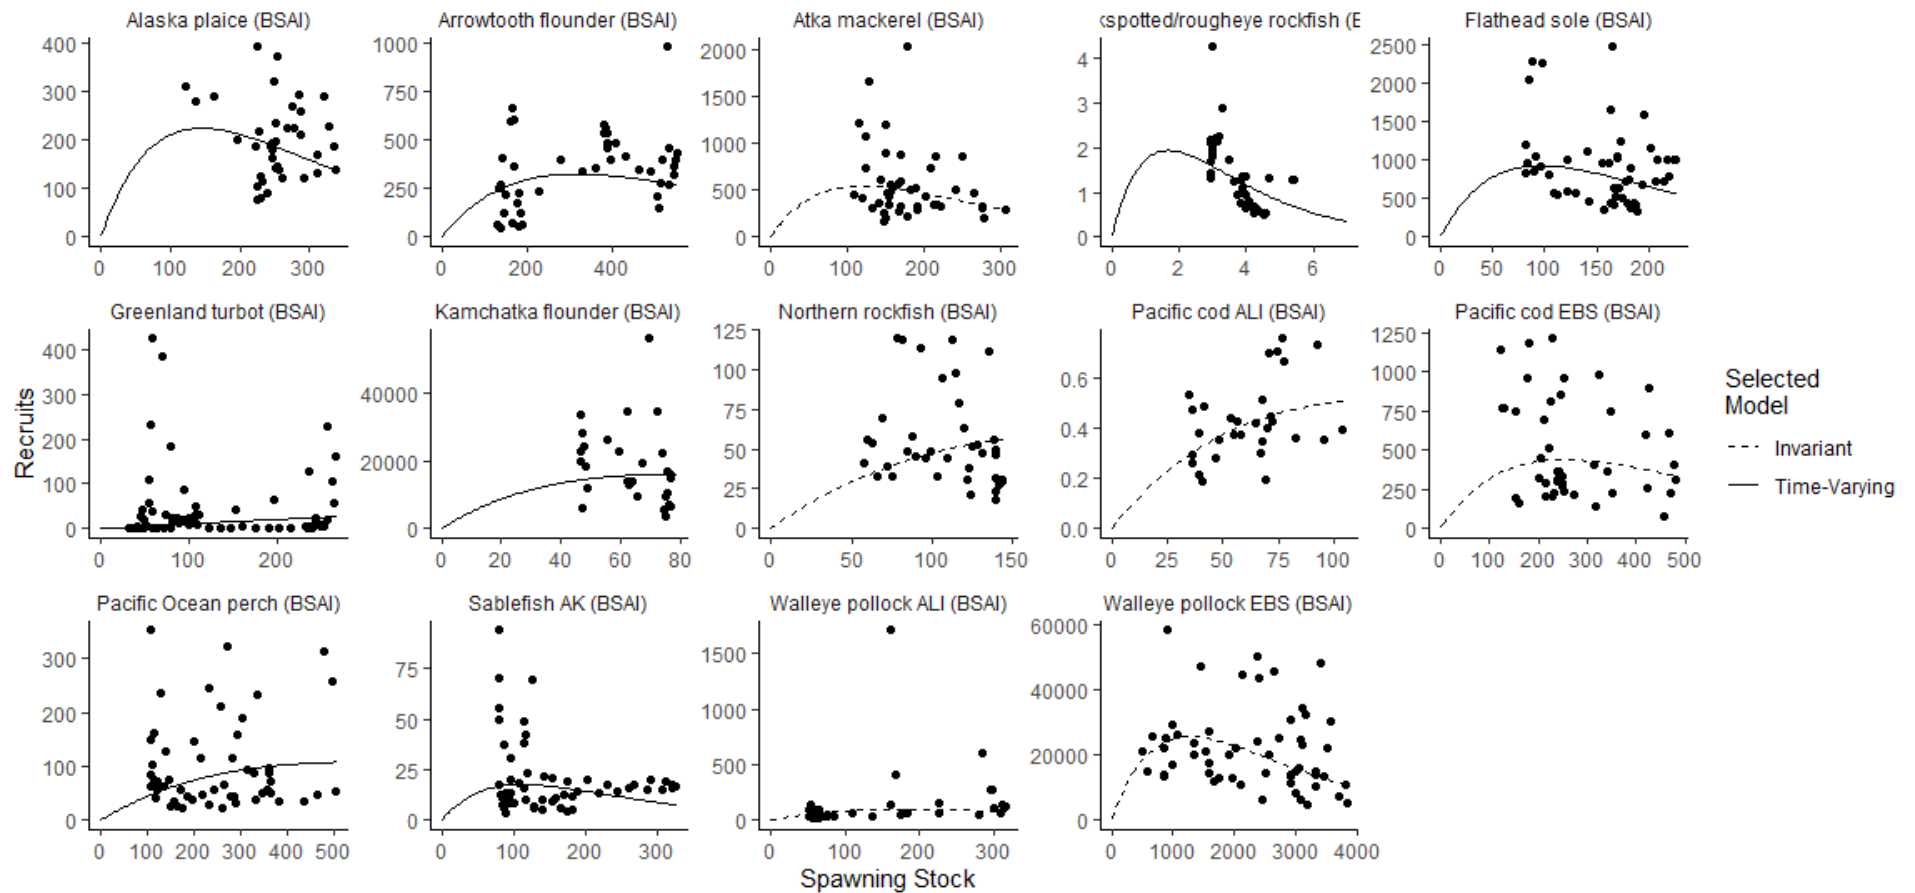 Alaska plaice (BSAI)
Arrowtooth flounder (BSAI)
Atka mackerel (BSAI)
kspotted/rougheye rockfish (E
Flathead sole (BSAI)
400
300
200
100
0
0 100 200 300
1000
750
500
250
0
0 200 400
2000
1500
1000
500
0
0 100 200 300
4
3
2
1
0
0 2 4 6
2500
2000
1500
1000
500
0
0 50 100 150 200
Greenland turbot (BSAI)
Kamchatka flounder (BSAI)
Northern rockfish (BSAI)
Pacific cod ALI (BSAI)
Pacific cod EBS (BSAI)
400
300
200
100
0
0 100 200
40000
20000
0
0 20 40 60 80
125
100
75
50
25
0
0 50 100 150
0.6
0.4
0.2
0.0
0 25 50 75 100
1250
1000
750
500
250
0
0 100 200 300 400 500
Recruits
Selected
Model
Invariant
Time-Varying
Pacific Ocean perch (BSAI)
Sablefish AK (BSAI)
Walleye pollock ALI (BSAI)
Walleye pollock EBS (BSAI)
300
200
100
0
0 100 200 300 400 500
75
50
25
0
0 100 200 300
1500
1000
500
0
0 100 200 300
60000
40000
20000
0
0 1000 2000 3000 4000
Spawning Stock